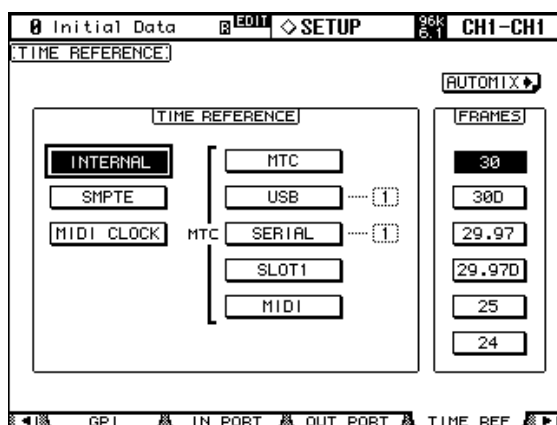 0 Initial Data B EDIT ◇SETUP 96k 6.1 CH1-CH1
TIME REFERENCE
AUTOMIX
TIME REFERENCE FRAMES
INTERNAL MTC 30
SMPTE USB 1 30D
MIDI CLOCK MTC SERIAL 1 29.97
SLOT1 29.97D
MIDI 25
24
GPI IN PORT OUT PORT TIME REF